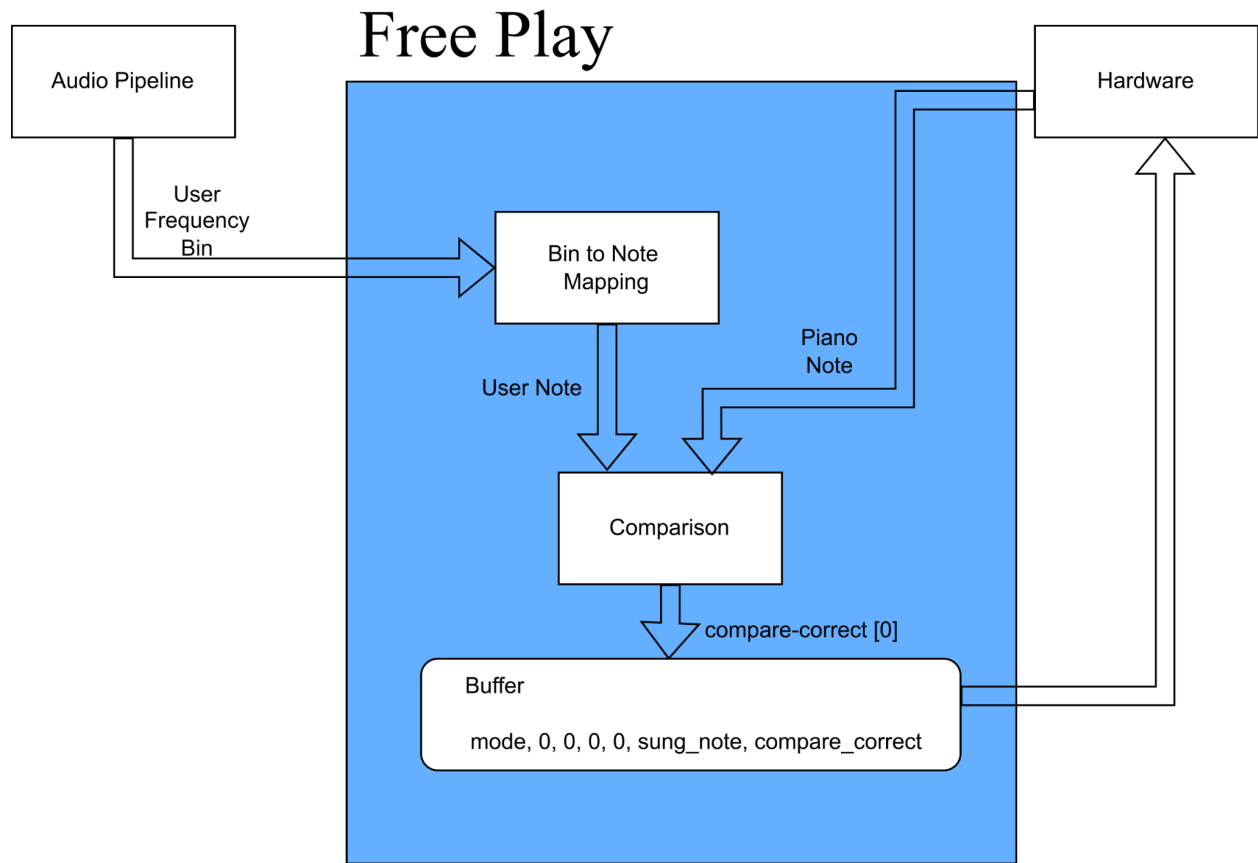 Free Play
Audio Pipeline
Hardware
User
Frequency
Bin
Bin to Note
Mapping
Piano
Note
User Note
Comparison
compare-correct [0]
Buffer
mode, 0, 0, 0, 0, sung_note, compare_correct